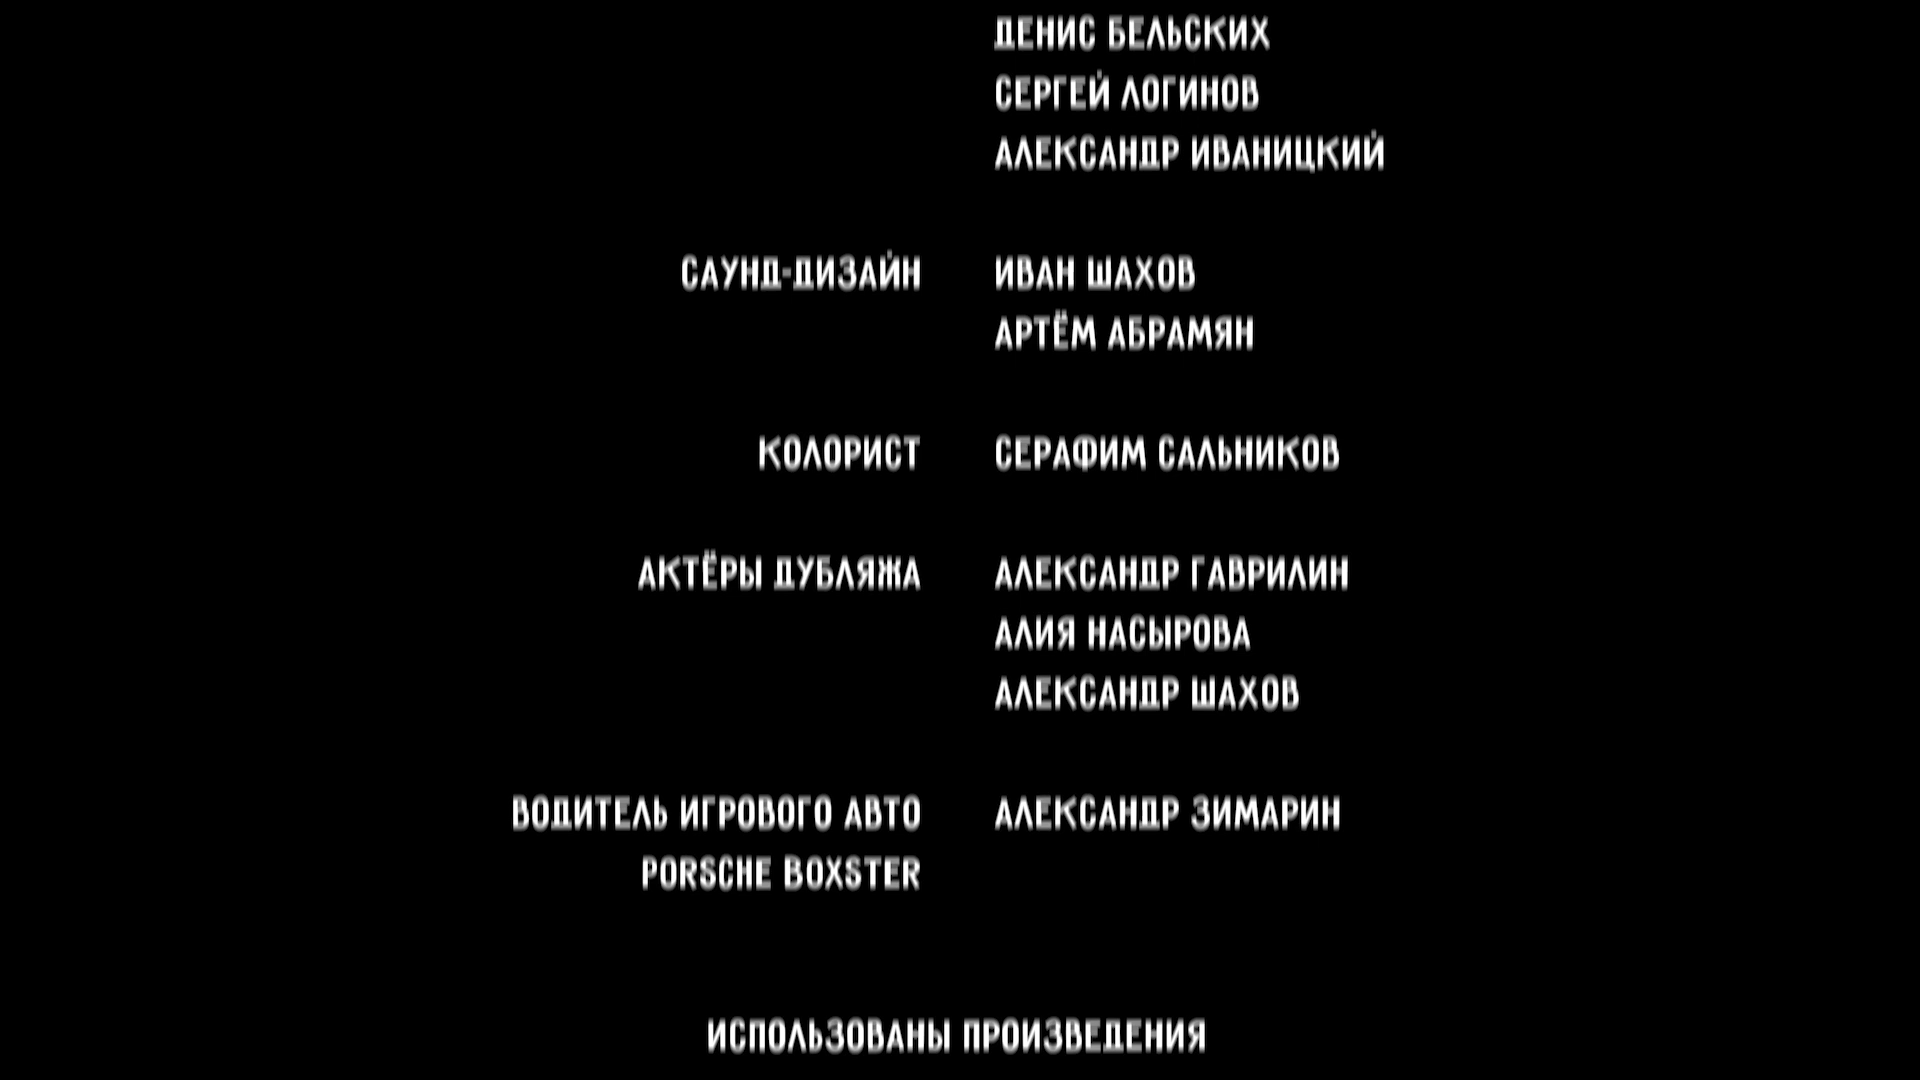 ДЕНИС БЕЛЬСКИХ
СЕРГЕЙ ЛОГИНОВ
АЛЕКСАНДР ИВАНИЦКИЙ
САУНД-ДИЗАЙН ИВАН ШАХОВ
АРТЁМ АБРАМЯН
КОЛОРИСТ СЕРАФИМ САЛЬНИКОВ
АКТЁРЫ ДУБЛЯЖА АЛЕКСАНДР ГАВРИЛИН
АЛИЯ НАСЫРОВА
АЛЕКСАНДР ШАХОВ
ВОДИТЕЛЬ ИГРОВОГО АВТО АЛЕКСАНДР ЗИМАРИН
PORSCHE BOXSTER
ИСПОЛЬЗОВАНЫ ПРОИЗВЕДЕНИЯ